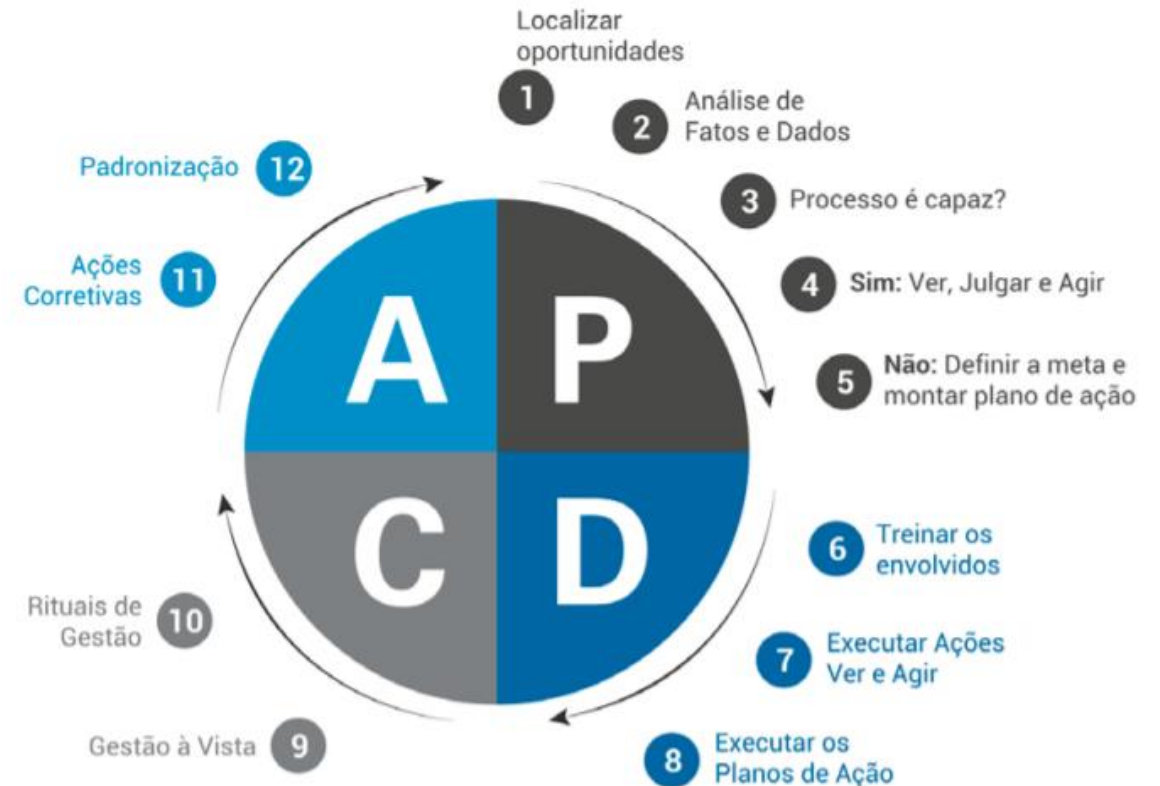 Localizar
oportunidades
1
2
Análise de
Fatos e Dados
3
Processo é capaz?
4
Sim: Ver, Julgar e Agir
5
Não: Definir a meta e
montar plano de ação
6
Treinar os
envolvidos
7
Executar Ações
Ver e Agir
8
Executar os
Planos de Ação
Gestão à Vista
9
Rituais de
Gestão
10
Ações
Corretivas
11
Padronização
12
A
P
C
D